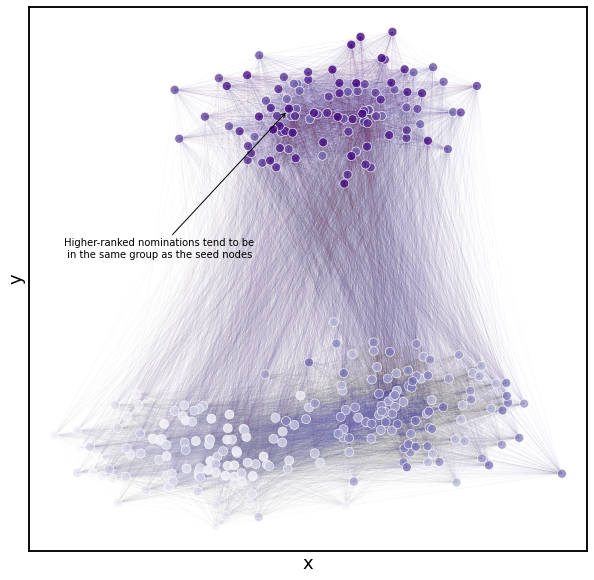 Higher-ranked nominations tend to be
in the same group as the seed nodes
y
x